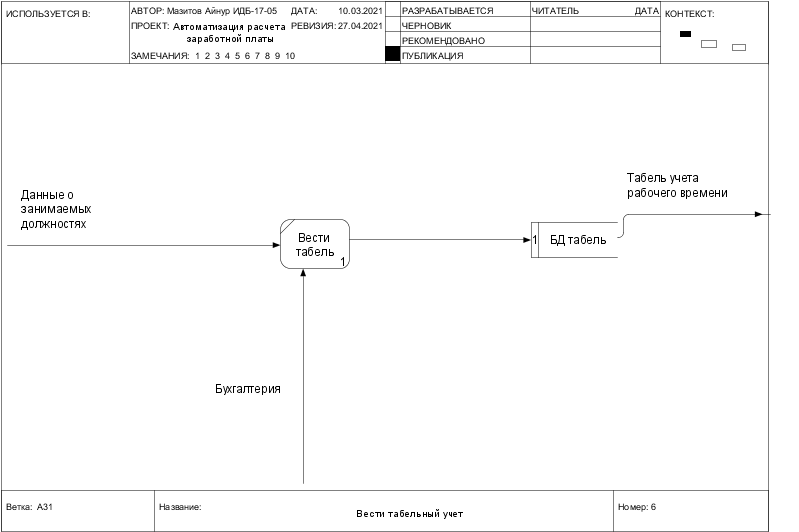 ИСПОЛЬЗУЕТСЯ В:
АВТОР: Мазитов Айнур ИДБ-17-05 ДАТА: 10.03.2021
ПРОЕКТ: Автоматизация расчета РЕВИЗИЯ: 27.04.2021
заработной платы
ЗАМЕЧАНИЯ: 1 2 3 4 5 6 7 8 9 10
РАЗРАБАТЫВАЕТСЯ
ЧЕРНОВИК
РЕКОМЕНДОВАНО
ПУБЛИКАЦИЯ
ЧИТАТЕЛЬ ДАТА
КОНТЕКСТ:
Данные о
занимаемых
должностях
Вести
табель
1
1 БД табель
Табель учета
рабочего времени
Бухгалтерия
Ветка: А31
Название:
Вести табельный учет
Номер: 6